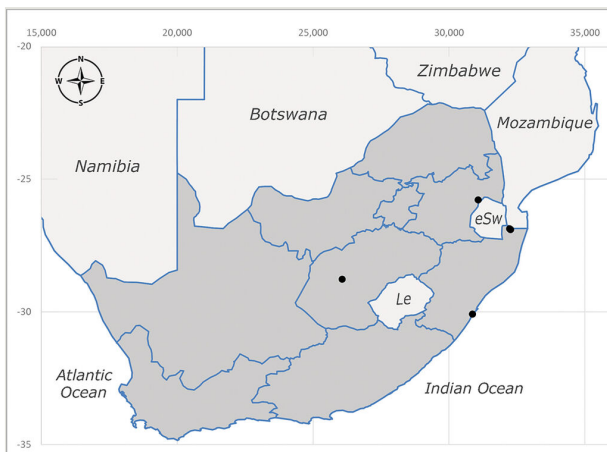 15,000 20,000 25,000 30,000 35,000
-20
N
W E
S
Zimbabwe
Botswana
Mozambique
-25
Namibia
eSw
-30
Le
Atlantic
Ocean
Indian Ocean
-35